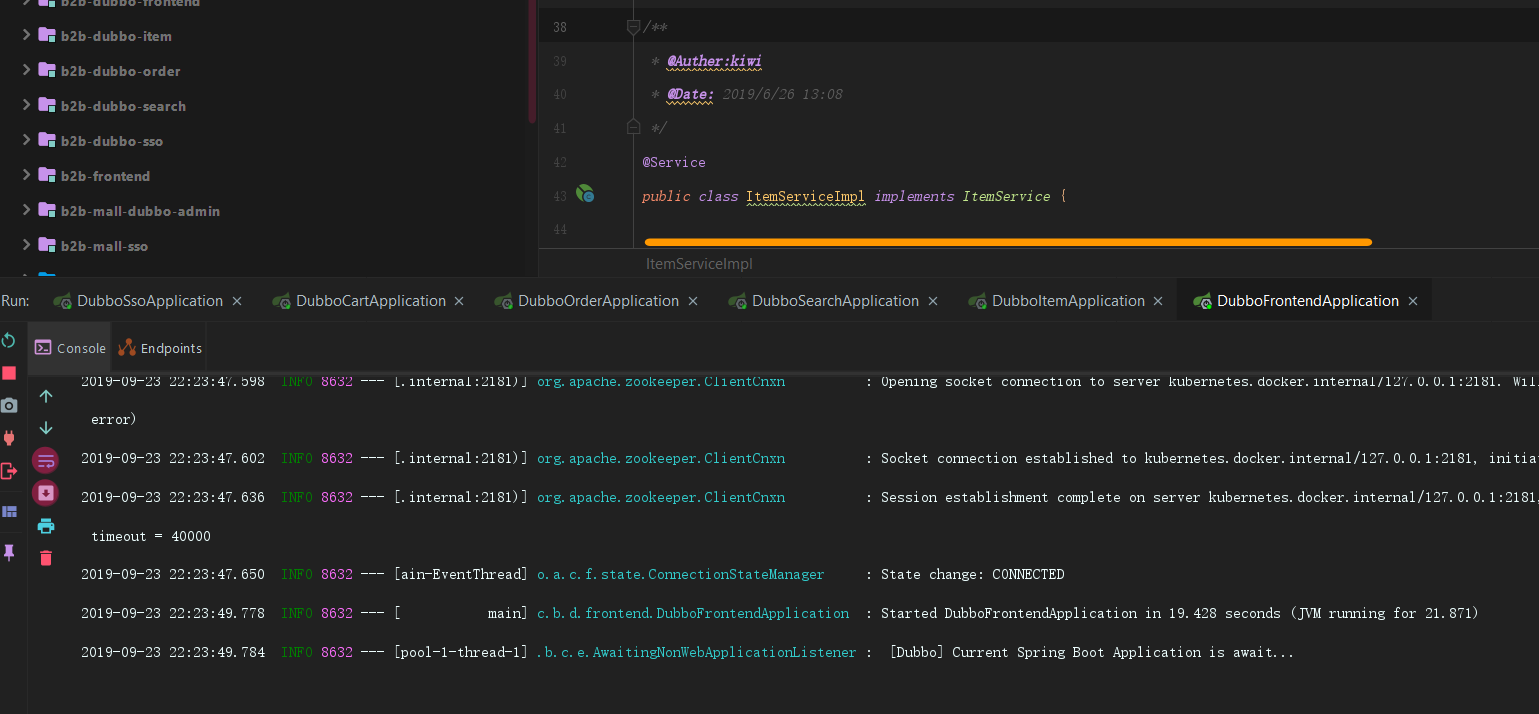 b2b-dubbo-frontend
b2b-dubbo-item
b2b-dubbo-order
b2b-dubbo-search
b2b-dubbo-sso
b2b-frontend
b2b-mall-dubbo-admin
b2b-mall-sso
38 /**
39 * @Auther:kiwi
40 * @Date: 2019/6/26 13:08
41 */
42 @Service
43 public class ItemServiceImpl implements ItemService {
44
ItemServiceImpl
Run: DubboSsoApplication × DubboCartApplication × DubboOrderApplication × DubboSearchApplication × DubboItemApplication × DubboFrontendApplication ×
Console Endpoints
2019-09-23 22:23:47.598 INFO 8632 --- [.internal:2181)] org.apache.zookeeper.ClientCnxn : Opening socket connection to server kubernetes.docker.internal/127.0.0.1:2181. Wil
error)
2019-09-23 22:23:47.602 INFO 8632 --- [.internal:2181)] org.apache.zookeeper.ClientCnxn : Socket connection established to kubernetes.docker.internal/127.0.0.1:2181, initia
2019-09-23 22:23:47.636 INFO 8632 --- [.internal:2181)] org.apache.zookeeper.ClientCnxn : Session establishment complete on server kubernetes.docker.internal/127.0.0.1:2181,
timeout = 40000
2019-09-23 22:23:47.650 INFO 8632 --- [ain-EventThread] o.a.c.f.state.ConnectionStateManager : State change: CONNECTED
2019-09-23 22:23:49.778 INFO 8632 --- [ main] c.b.d.frontend.DubboFrontendApplication : Started DubboFrontendApplication in 19.428 seconds (JVM running for 21.871)
2019-09-23 22:23:49.784 INFO 8632 --- [pool-1-thread-1] .b.c.e.AwaitingNonWebApplicationListener : [Dubbo] Current Spring Boot Application is await...